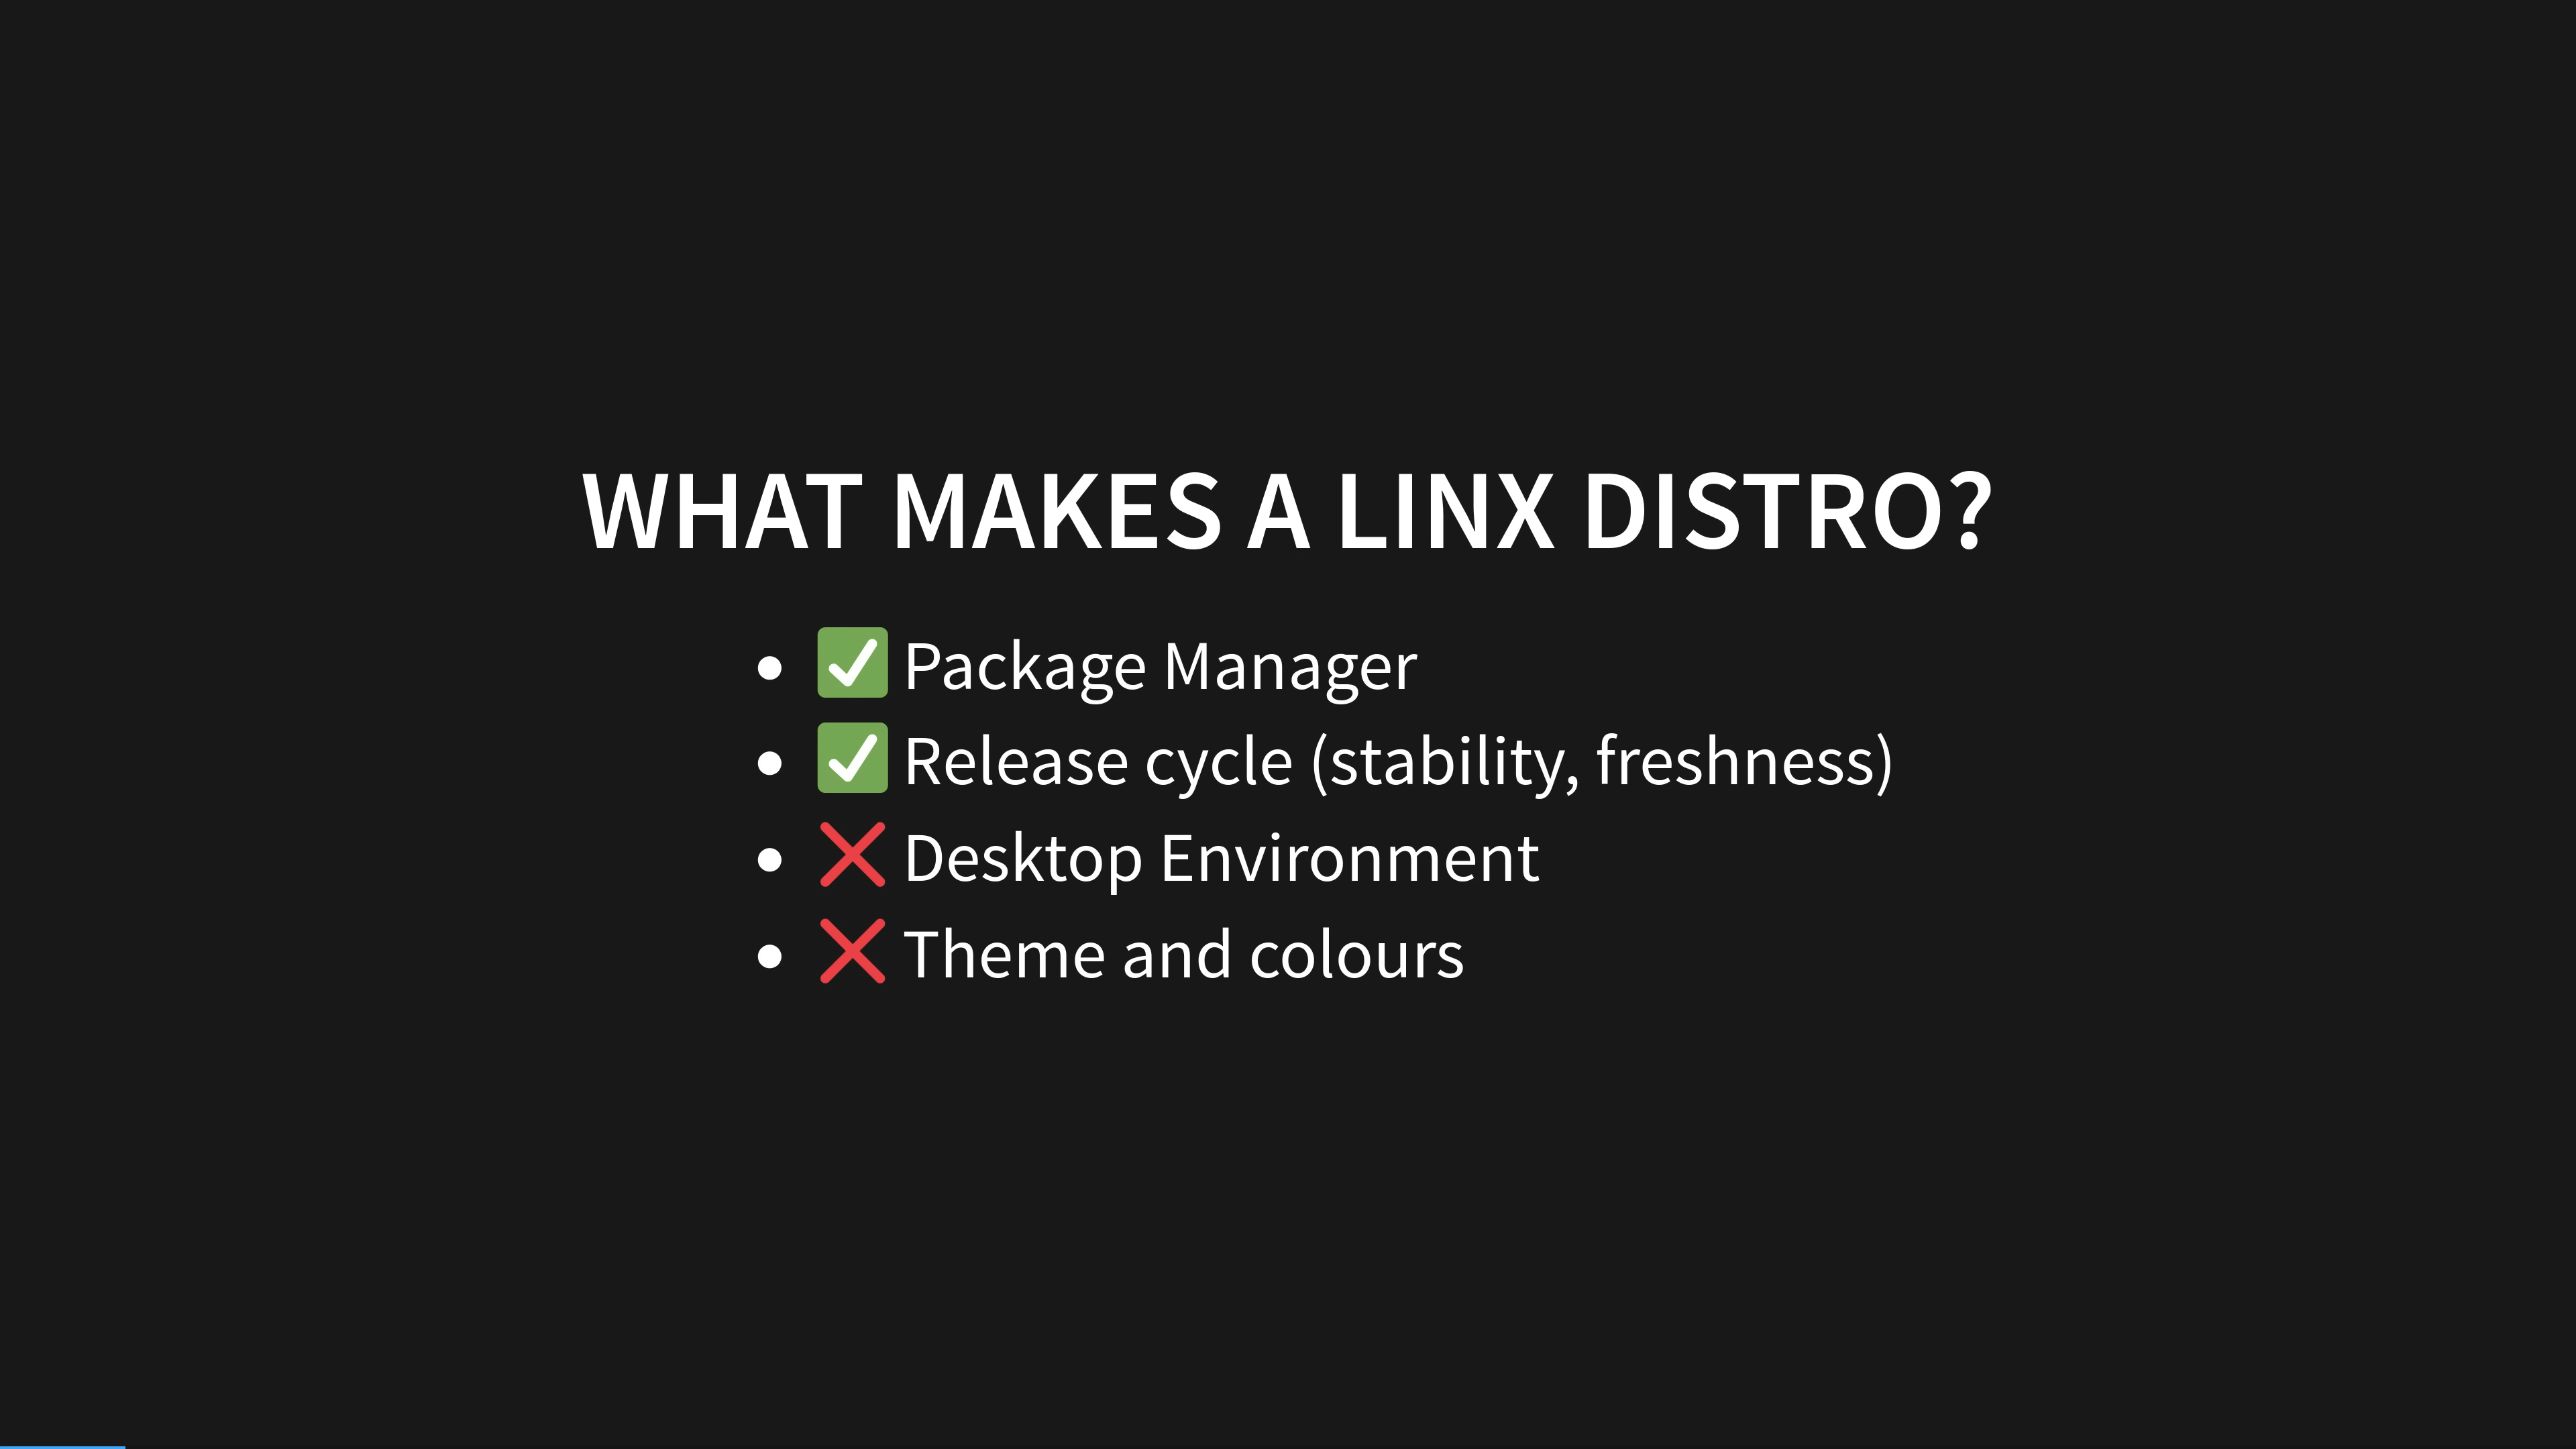 WHAT MAKES A LINX DISTRO?
• ✅ Package Manager
• ✅ Release cycle (stability, freshness)
• ❌ Desktop Environment
• ❌ Theme and colours